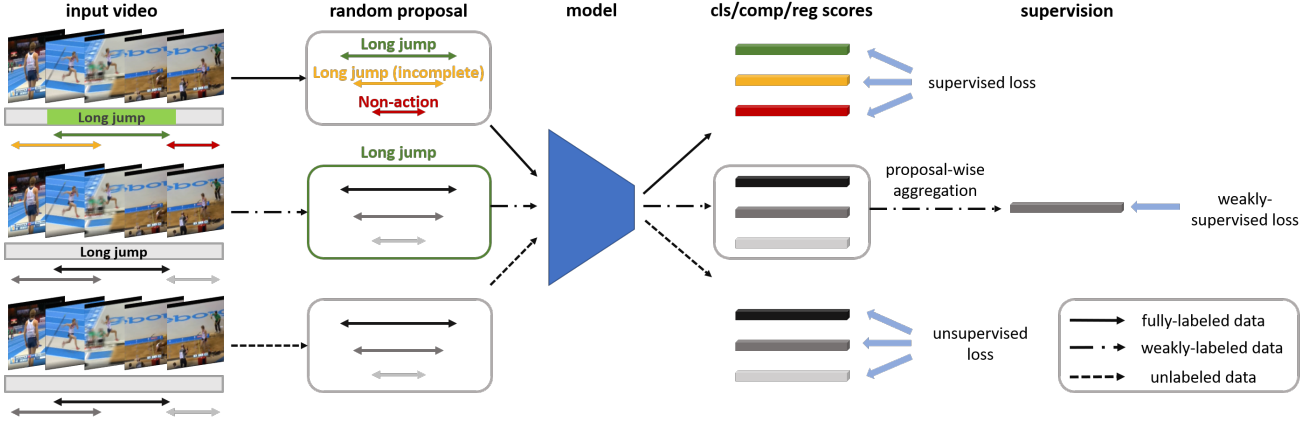 input video
random proposal
model
cls/comp/reg scores
supervision
Long jump
Long jump (incomplete)
Non-action
Long jump
supervised loss
Long jump
proposal-wise
aggregation
weakly-
supervised loss
Long jump
unsupervised
loss
fully-labeled data
weakly-labeled data
unlabeled data